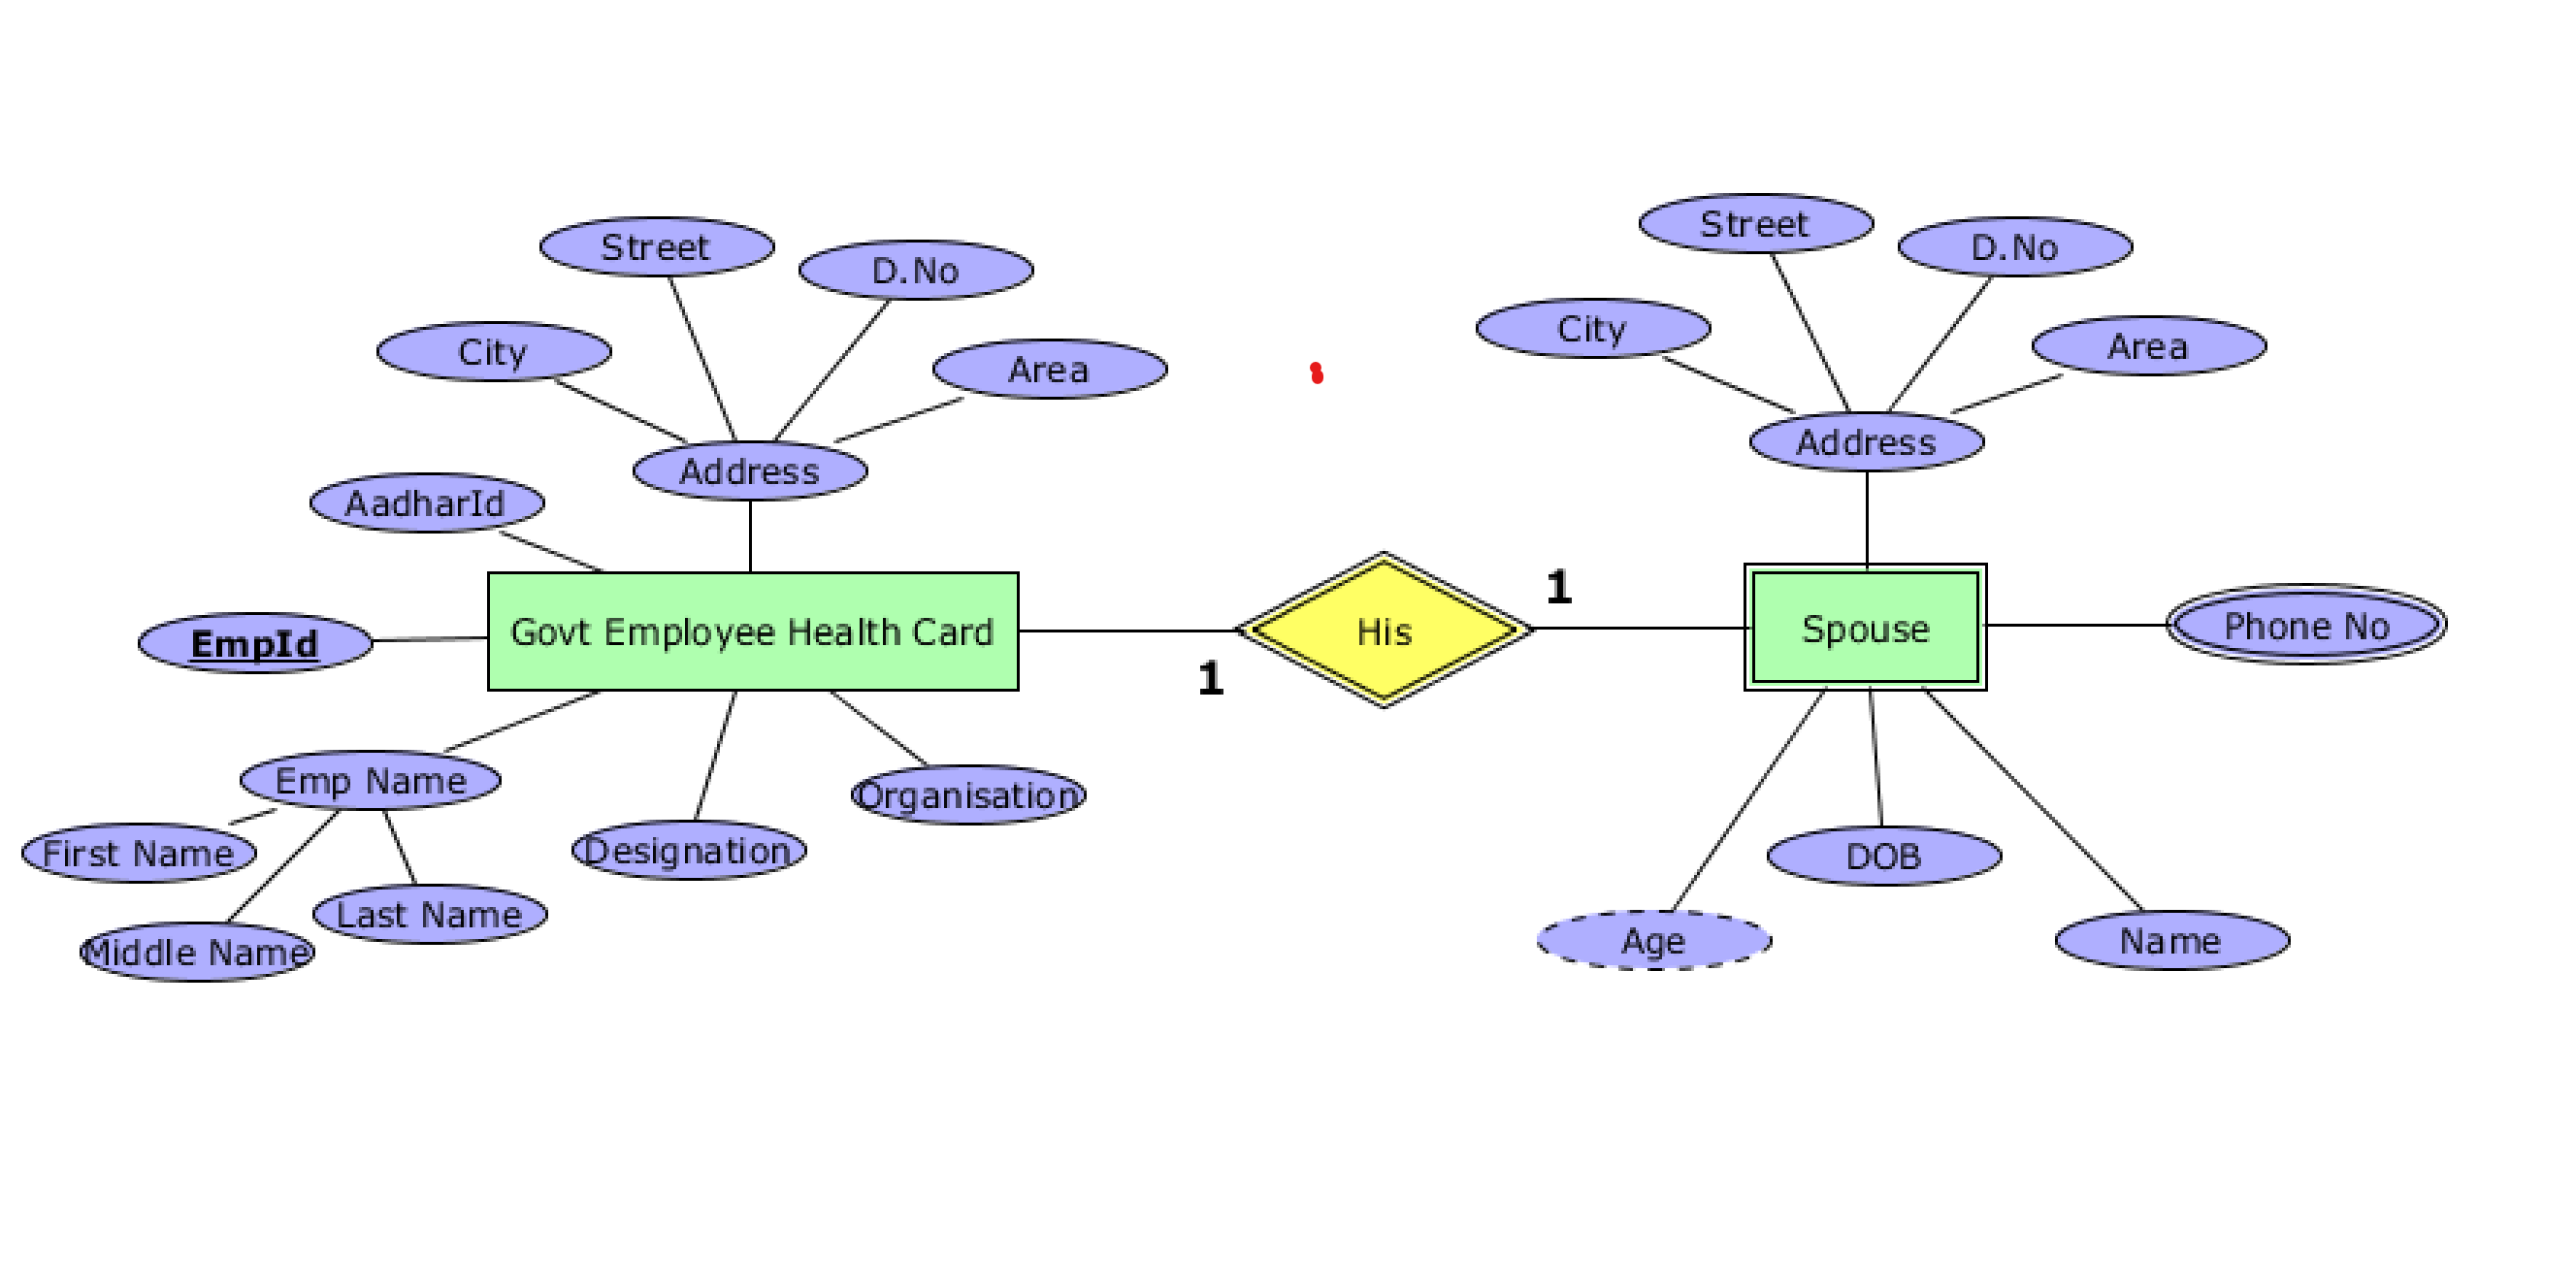 Street
D.No
City
Area
Address
AadharId
EmpId
Govt Employee Health Card
Emp Name
First Name
Middle Name
Last Name
Designation
Organisation
1
His
1
Street
D.No
City
Area
Address
Spouse
Phone No
Age
DOB
Name